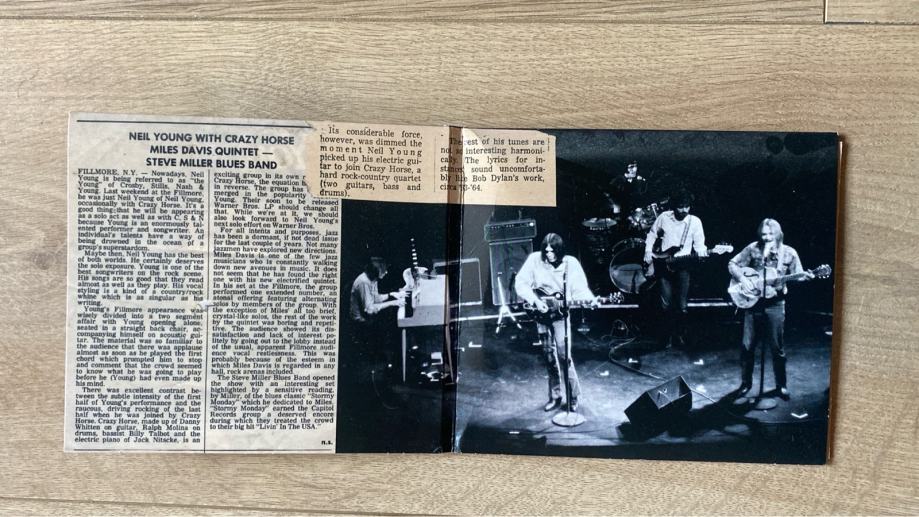 NEIL YOUNG WITH CRAZY HORSE
MILES DAVIS QUINTET —
STEVE MILLER BLUES BAND
FILLMORE, N.Y. — Nowadays, Neil
Young is being referred to as "the
Young" of Crosby, Stills, Nash &
Young. Last weekend at the Fillmore,
he was just Neil Young of Neil Young,
occasionally with Crazy Horse. It's a
good thing that he will be appearing
as a solo act as well as with C, S & N
because Young is an enormously tal-
ented performer and songwriter. An
individual's talents have a way of
being drowned in the ocean of a
group's superstardom.
Maybe then, Neil Young has the best
of both worlds. He certainly deserves
the solo exposure. Young is one of the
best songwriters on the rock scene.
His songs are so good that they read
almost as well as they play. His vocal
styling is kind of a country/rock
whine which is as singular as his
writing.
Young's Fillmore appearance was
wisely divided into a two segment
affair with Young opening alone,
seated in a straight back chair, ac-
companying himself on acoustic gui-
tar. The material was so familiar to
the audience that there was applause
almost as soon as he played the first
chord which prompted him to stop
and comment that the crowd seemed
to know what he was going to play
before he (Young) had even made up
his mind.
There was excellent contrast be-
tween the subtle intensity of the first
half of Young's performance and the
raucous, driving rocking of the last
half when he was joined by Crazy
Horse. Crazy Horse, made up of Danny
Whitten on guitar, Ralph Molina on
drums, bassist Billy Talbot and the
electric piano of Jack Nitscke, is an
exciting group in its own
Crazy Horse, the equation
in reverse. The group has
merged in the popularity
Young. Their soon to be released
Warner Bros. LP should change all
that. While we're at it, we should
also look forward to Neil Young's
next solo effort on Warner Bros.
For all intents and purposes, jazz
has been a dormant, if not dead issue
for the last couple of years. Not many
jazzmen have explored new directions.
Miles Davis is one of the few jazz
musicians who is constantly walking
down new avenues in music. It does
not seem that he has found the right
one with his new electrified quintet.
In his set at the Fillmore, the group
performed one extended number, an
atonal offering featuring alternating
solos by members of the group. With
the exception of Miles' all too brief,
crystal-like solos, the rest of the work
by the quintet was boring and repeti-
tive. The audience showed its dis-
satisfaction and lack of interest po-
litely by going out to the lobby instead
of the usual, apparent Fillmore audi-
ence vocal restlessness. This was
probably because of the esteem in
which Miles Davis is regarded in any
hall, rock arenas included.
The Steve Miller Blues Band opened
the show with an interesting set
highlighted by a sensitive reading,
by Miller, of the blues classic "Stormy
Monday" which he dedicated to Miles.
"Stormy Monday" earned the Capitol
Records group a deserved encore
during which they treated the crowd
to their big hit "Livin' In The USA."
n.s.
Its considerable force,
however, was dimmed the
moment Neil Young
picked up his electric gui-
tar to join Crazy Horse, a
hard rock-country quartet
(two guitars, bass and
drums).
The rest of his tunes are
not so interesting harmoni-
cally. The lyrics for in-
stance sound uncomforta-
bly like Bob Dylan's work,
circa '63-'64.